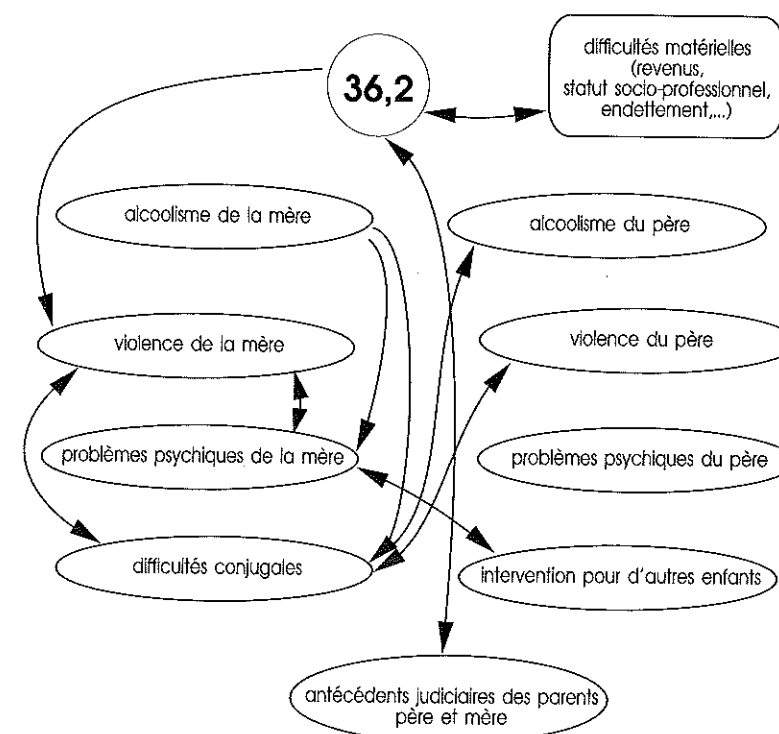 36,2
difficultés matérielles
(revenus,
statut socio-professionnel,
endettement,...)
alcoolisme de la mère
alcoolisme du père
violence de la mère
violence du père
problèmes psychiques de la mère
problèmes psychiques du père
difficultés conjugales
intervention pour d'autres enfants
antécédents judiciaires des parents
père et mère